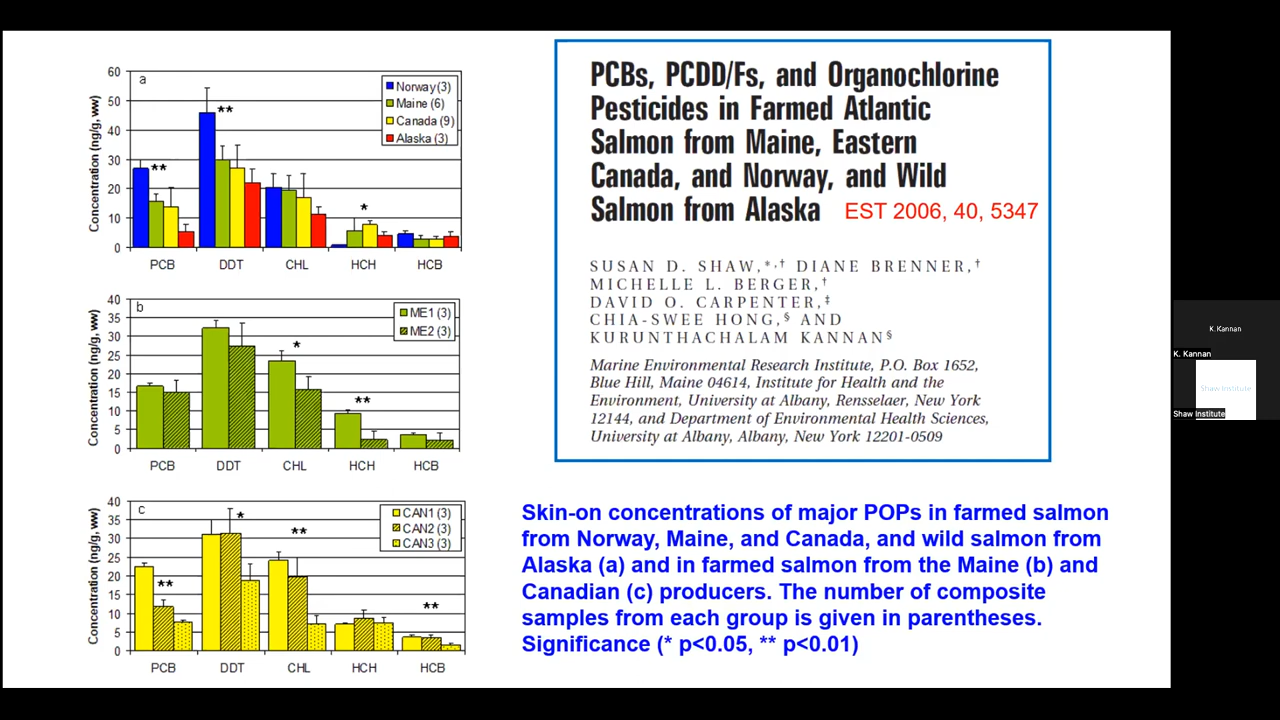 a
60
50
40
30
20
10
0
Concentration (ng/g, ww)
Norway (3)
Maine (6)
Canada (9)
Alaska (3)
**
**
*
PCB DDT CHL HCH HCB
b
40
35
30
25
20
15
10
5
0
Concentration (ng/g, ww)
ME1 (3)
ME2 (3)
*
**
PCB DDT CHL HCH HCB
c
40
35
30
25
20
15
10
5
0
Concentration (ng/g, ww)
CAN1 (3)
CAN2 (3)
CAN3 (3)
**
*
**
**
PCB DDT CHL HCH HCB
PCBs, PCDD/Fs, and Organochlorine
Pesticides in Farmed Atlantic
Salmon from Maine, Eastern
Canada, and Norway, and Wild
Salmon from Alaska EST 2006, 40, 5347
SUSAN D. SHAW,*,† DIANE BRENNER,†
MICHELLE L. BERGER,†
DAVID O. CARPENTER,‡
CHIA-SWEE HONG,§ AND
KURUNTHACHALAM KANNAN§
Marine Environmental Research Institute, P.O. Box 1652,
Blue Hill, Maine 04614, Institute for Health and the
Environment, University at Albany, Rensselaer, New York
12144, and Department of Environmental Health Sciences,
University at Albany, Albany, New York 12201-0509
Skin-on concentrations of major POPs in farmed salmon
from Norway, Maine, and Canada, and wild salmon from
Alaska (a) and in farmed salmon from the Maine (b) and
Canadian (c) producers. The number of composite
samples from each group is given in parentheses.
Significance (* p<0.05, ** p<0.01)
K. Kannan
K. Kannan
Shaw Institute
Shaw Institute